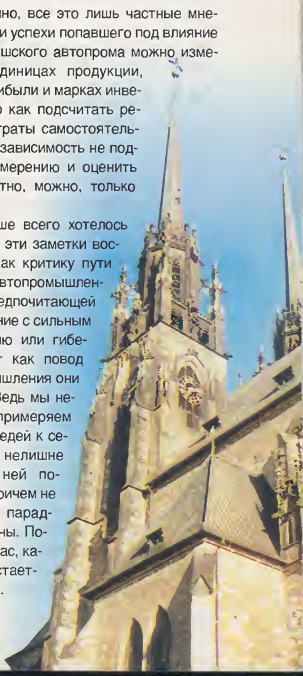 но, все это лишь частные мне-
и успехи попавшего под влияние
шского автопрома можно изме-
диницах продукции,
ибыли и марках инве-
о как подсчитать ре-
траты самостоятель-
зависимость не под-
мерению и оценить
тно, можно, только
ше всего хотелось
эти заметки вос-
ак критику пути
автопромышлен-
едпочитающей
ние с сильным
ю или гибе-
т как повод
ышления они
Ведь мы не-
примеряем
едей к се-
нелишне
ней по-
ричем не
парад-
ны. По-
ас, ка-
стает-